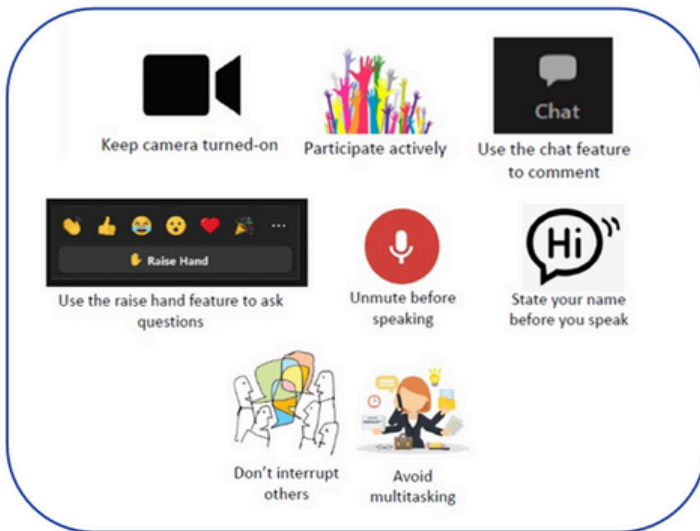 Keep camera turned-on
Participate actively
Chat
Use the chat feature
to comment
Raise Hand
Use the raise hand feature to ask
questions
Unmute before
speaking
Hi
State your name
before you speak
Don't interrupt
others
Avoid
multitasking